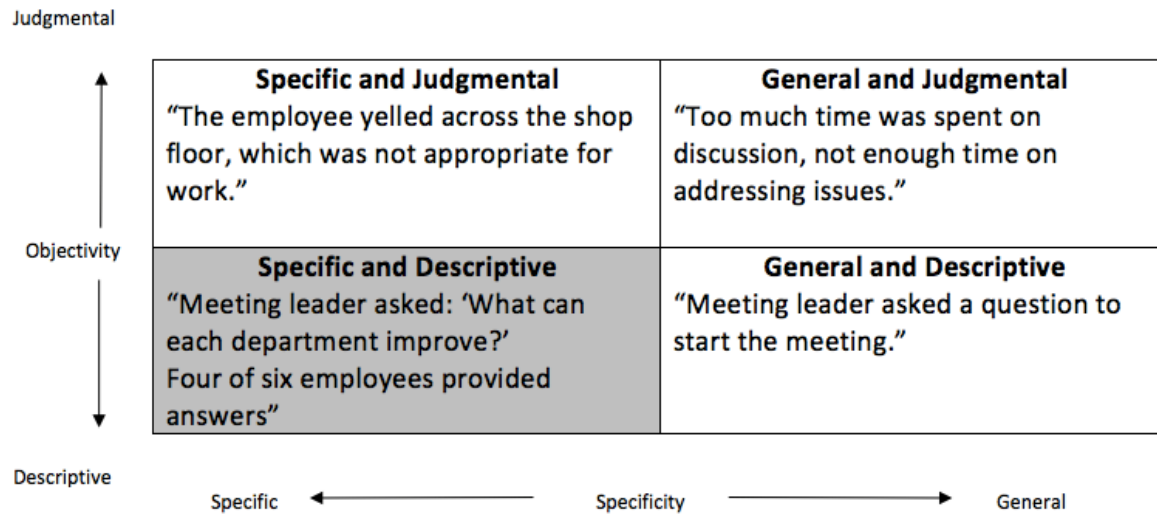 Judgmental
Specific and Judgmental
“The employee yelled across the shop
floor, which was not appropriate for
work.”
General and Judgmental
“Too much time was spent on
discussion, not enough time on
addressing issues.”
Objectivity
Specific and Descriptive
“Meeting leader asked: ‘What can
each department improve?’
Four of six employees provided
answers”
General and Descriptive
“Meeting leader asked a question to
start the meeting.”
Descriptive
Specific
Specificity
General